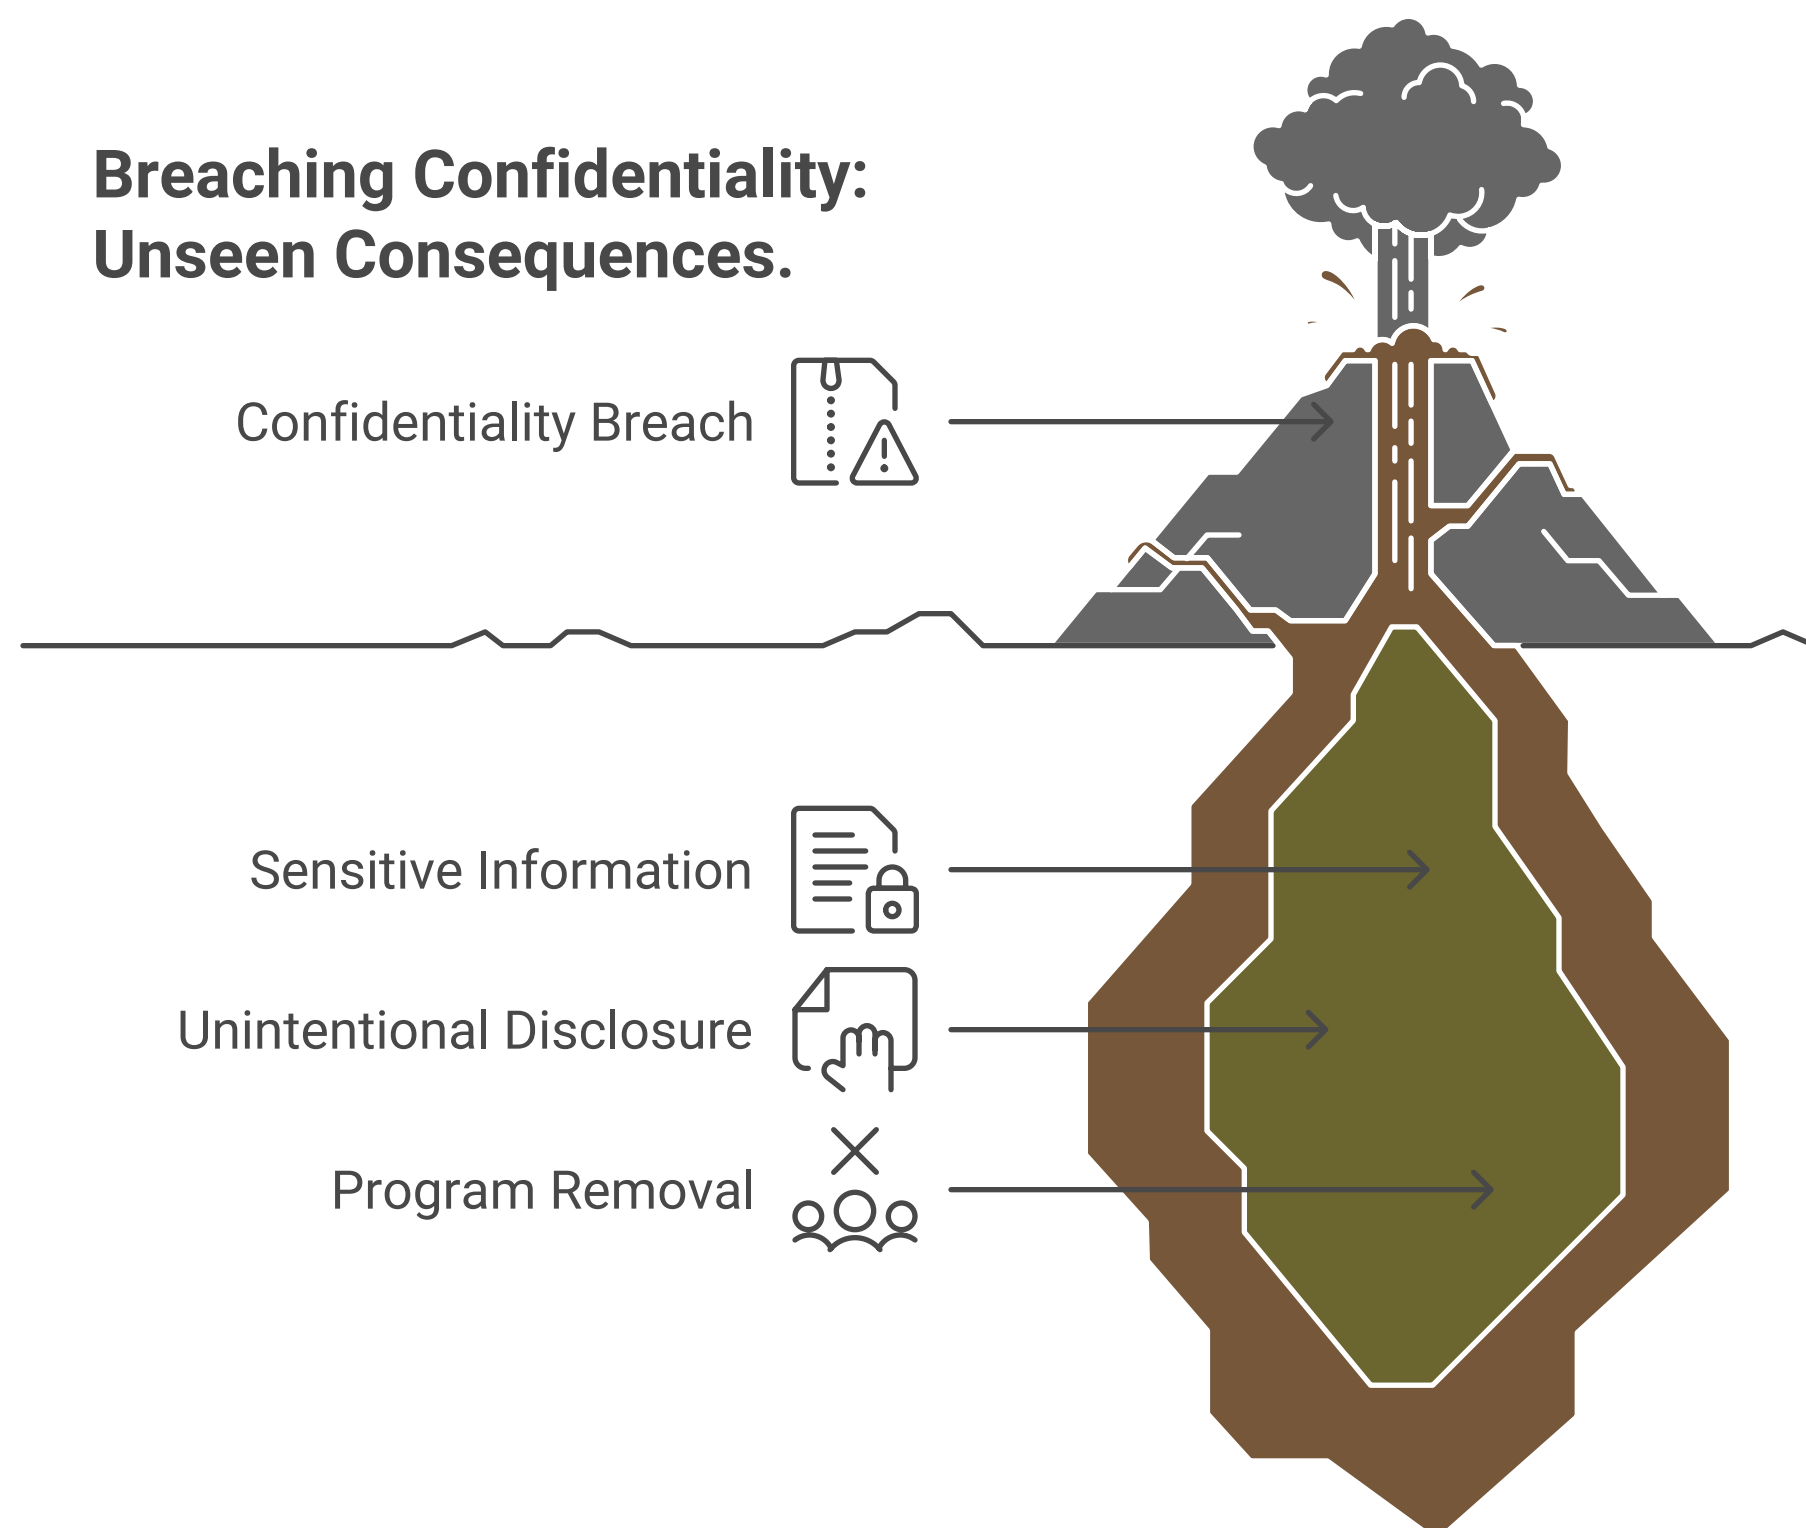 Breaching Confidentiality:
Unseen Consequences.
Confidentiality Breach
Sensitive Information
Unintentional Disclosure
Program Removal